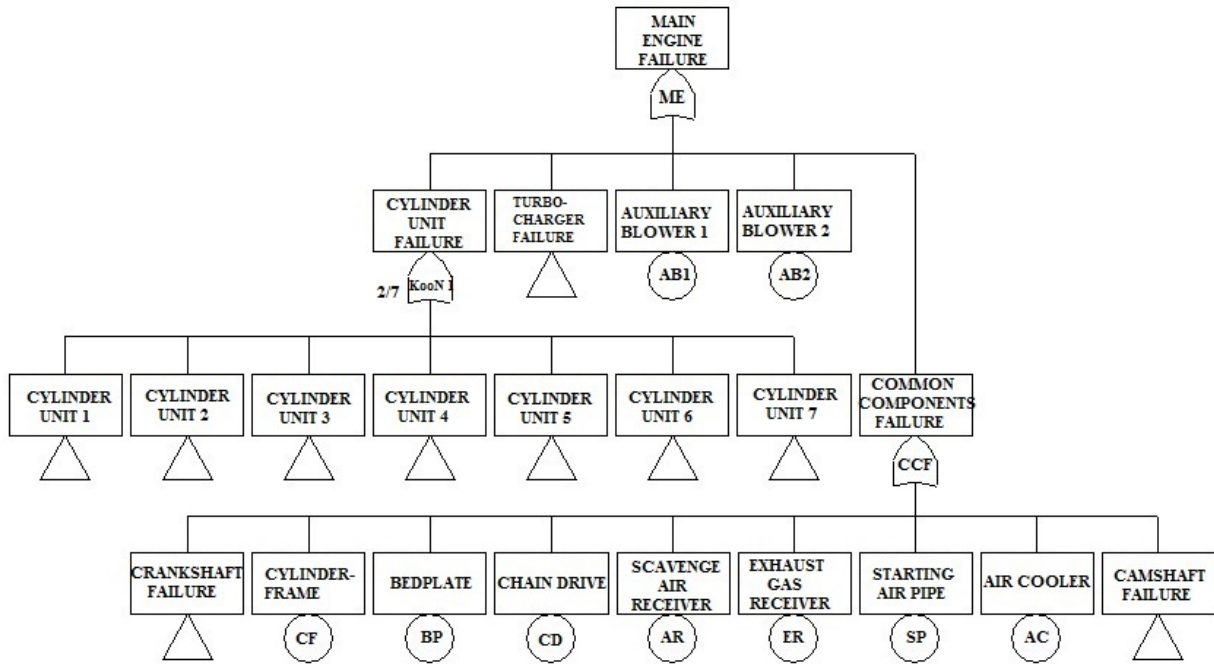 MAIN
ENGINE
FAILURE
ME
CYLINDER
UNIT
FAILURE
TURBO-
CHARGER
FAILURE
AUXILIARY
BLOWER 1
AUXILIARY
BLOWER 2
2/7
KooN 1
AB1
AB2
CYLINDER
UNIT 1
CYLINDER
UNIT 2
CYLINDER
UNIT 3
CYLINDER
UNIT 4
CYLINDER
UNIT 5
CYLINDER
UNIT 6
CYLINDER
UNIT 7
COMMON
COMPONENTS
FAILURE
CCF
CRANKSHAFT
FAILURE
CYLINDER-
FRAME
BEDPLATE
CHAIN DRIVE
SCAVENGE
AIR
RECEIVER
EXHAUST
GAS
RECEIVER
STARTING
AIR PIPE
AIR COOLER
CAMSHAFT
FAILURE
CF
BP
CD
AR
ER
SP
AC